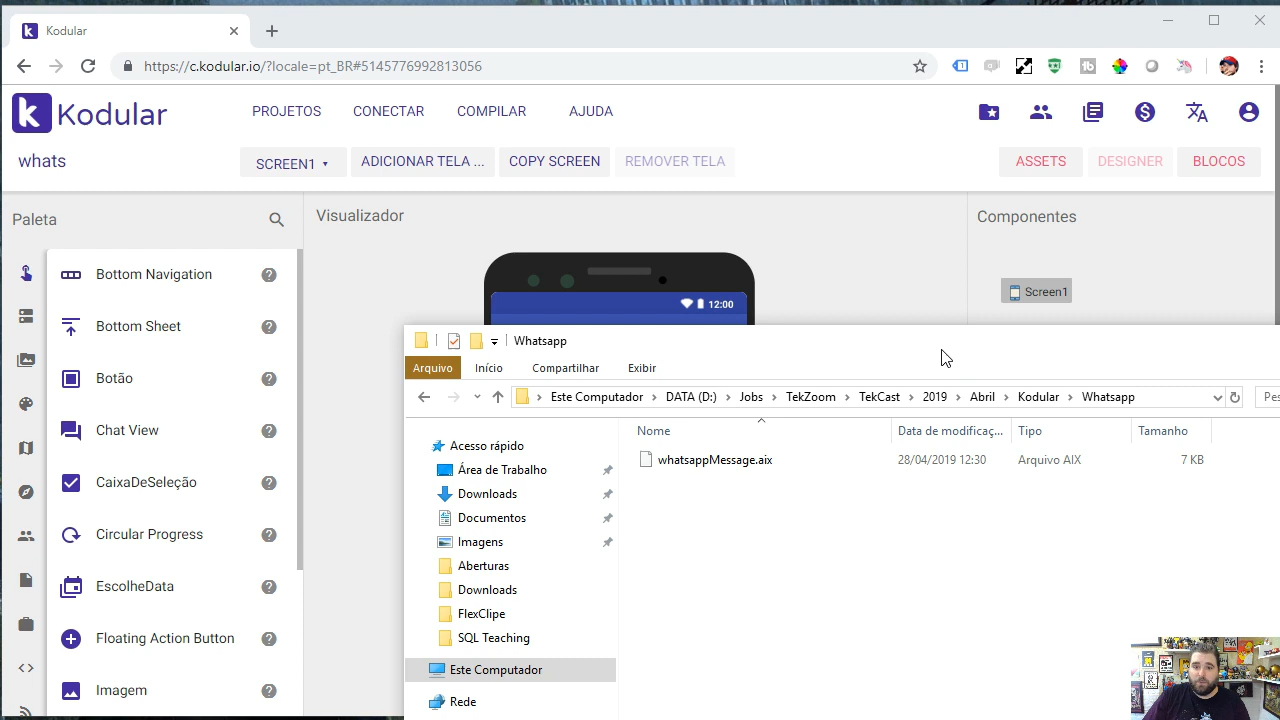 Kodular
https://c.kodular.io/?locale=pt_BR#5145776992813056
Kodular
PROJETOS
CONECTAR
COMPILAR
AJUDA
whats
SCREEN1
ADICIONAR TELA ...
COPY SCREEN
REMOVER TELA
ASSETS
DESIGNER
BLOCOS
Paleta
Visualizador
Componentes
Bottom Navigation
Bottom Sheet
Botão
Chat View
CaixaDeSeleção
Circular Progress
EscolheData
Floating Action Button
Imagem
12:00
Screen1
Whatsapp
Arquivo
Início
Compartilhar
Exibir
Este Computador
DATA (D:)
Jobs
TekZoom
TekCast
2019
Abril
Kodular
Whatsapp
Pes
Acesso rápido
Área de Trabalho
Downloads
Documentos
Imagens
Aberturas
Downloads
FlexClipe
SQL Teaching
Este Computador
Rede
Nome
Data de modificaç...
Tipo
Tamanho
whatsappMessage.aix
28/04/2019 12:30
Arquivo AIX
7 KB